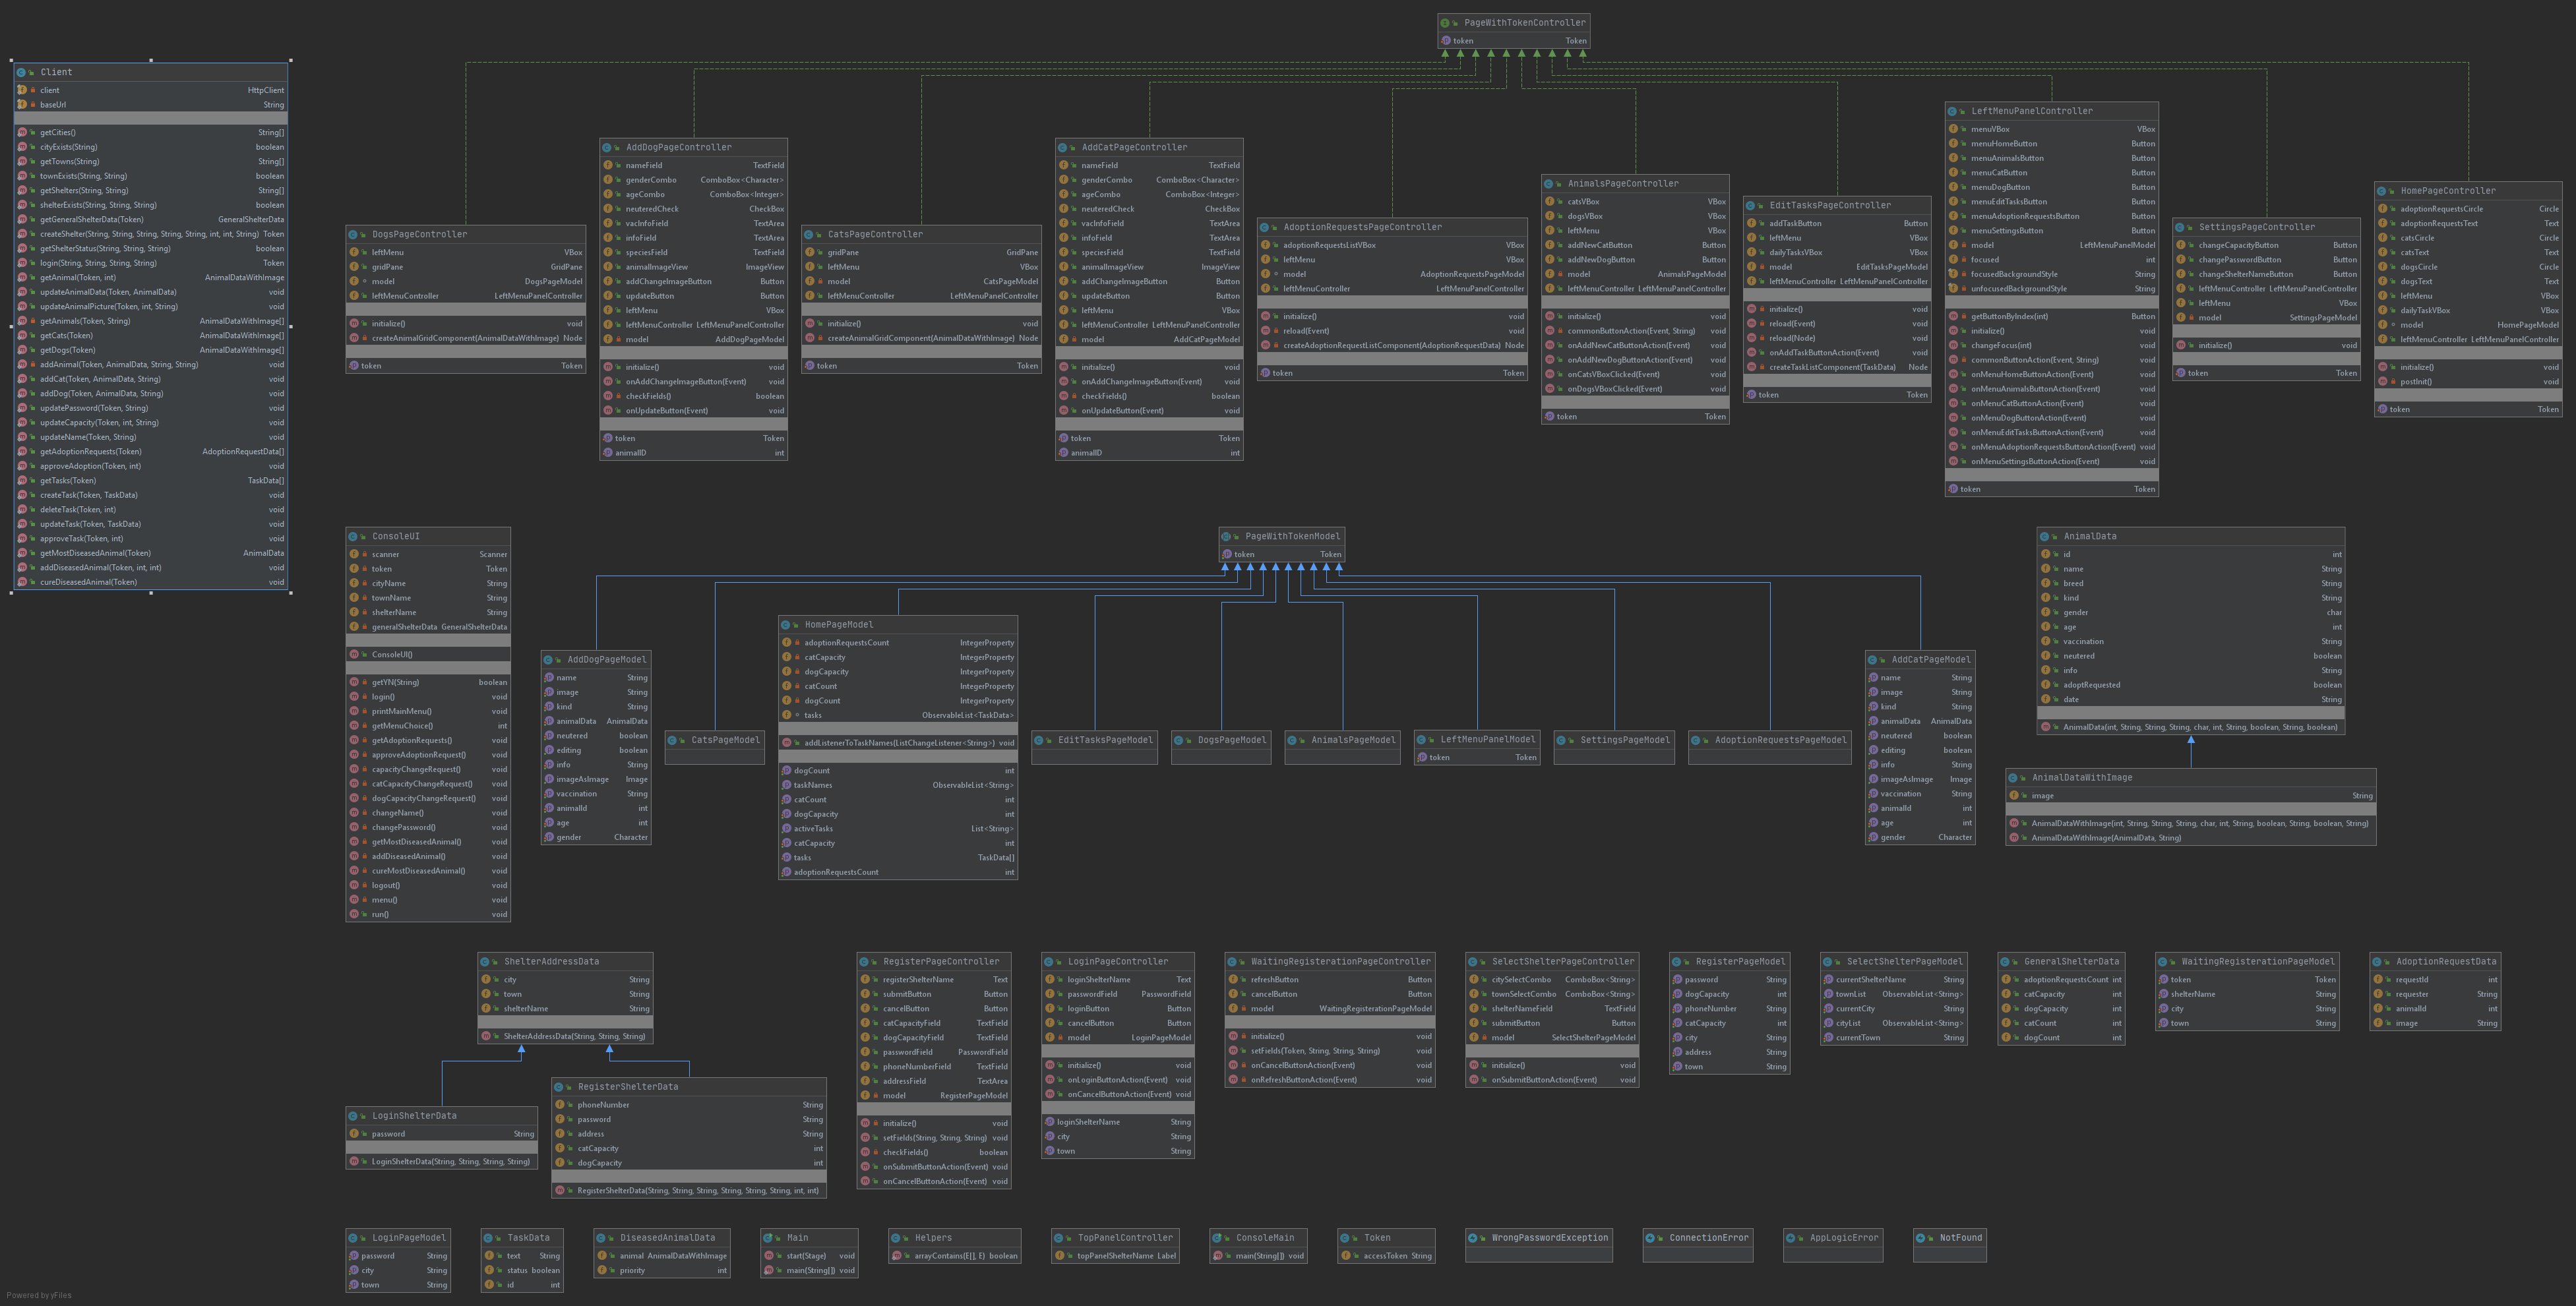 PageWithTokenController
token Token
Client
client HttpClient
baseUrl String
getCities() String[]
cityExists(String) boolean
getTowns(String) String[]
townExists(String, String) boolean
getShelters(String, String) String[]
shelterExists(String, String, String) boolean
getGeneralShelterData(Token) GeneralShelterData
createShelter(String, String, String, String, String, int, int, String) Token
getShelterStatus(String, String, String) boolean
login(String, String, String, String) Token
getAnimal(Token, int) AnimalDataWithImage
updateAnimalData(Token, AnimalData) void
updateAnimalPicture(Token, int, String) void
getAnimals(Token, String) AnimalDataWithImage[]
getCats(Token) AnimalDataWithImage[]
getDogs(Token) AnimalDataWithImage[]
addAnimal(Token, AnimalData, String, String) void
addCat(Token, AnimalData, String) void
addDog(Token, AnimalData, String) void
updatePassword(Token, String) void
updateCapacity(Token, int, String) void
updateName(Token, String) void
getAdoptionRequests(Token) AdoptionRequestData[]
approveAdoption(Token, int) void
getTasks(Token) TaskData[]
createTask(Token, TaskData) void
deleteTask(Token, int) void
updateTask(Token, TaskData) void
approveTask(Token, int) void
getMostDiseasedAnimal(Token) AnimalData
addDiseasedAnimal(Token, int, int) void
cureDiseasedAnimal(Token) void
DogsPageController
leftMenu VBox
gridPane GridPane
model DogsPageModel
leftMenuController LeftMenuPanelController
initialize() void
createAnimalGridComponent(AnimalDataWithImage) Node
token Token
AddDogPageController
nameField TextField
genderCombo ComboBox<Character>
ageCombo ComboBox<Integer>
neuteredCheck CheckBox
vacInfoField TextArea
infoField TextArea
speciesField TextField
animalImageView ImageView
addChangeImageButton Button
updateButton Button
leftMenu VBox
leftMenuController LeftMenuPanelController
model AddDogPageModel
initialize() void
onAddChangeImageButton(Event) void
checkFields() boolean
onUpdateButton(Event) void
token Token
animalID int
CatsPageController
gridPane GridPane
leftMenu VBox
model CatsPageModel
leftMenuController LeftMenuPanelController
initialize() void
createAnimalGridComponent(AnimalDataWithImage) Node
token Token
AddCatPageController
nameField TextField
genderCombo ComboBox<Character>
ageCombo ComboBox<Integer>
neuteredCheck CheckBox
vacInfoField TextArea
infoField TextArea
speciesField TextField
animalImageView ImageView
addChangeImageButton Button
updateButton Button
leftMenu VBox
leftMenuController LeftMenuPanelController
model AddCatPageModel
initialize() void
onAddChangeImageButton(Event) void
checkFields() boolean
onUpdateButton(Event) void
token Token
animalID int
AdoptionRequestsPageController
adoptionRequestsListVBox VBox
leftMenu VBox
model AdoptionRequestsPageModel
leftMenuController LeftMenuPanelController
initialize() void
reload(Event) void
createAdoptionRequestListComponent(AdoptionRequestData) Node
token Token
AnimalsPageController
catsVBox VBox
dogsVBox VBox
leftMenu VBox
addNewCatButton Button
addNewDogButton Button
model AnimalsPageModel
leftMenuController LeftMenuPanelController
initialize() void
commonButtonAction(Event, String) void
onAddNewCatButtonAction(Event) void
onAddNewDogButtonAction(Event) void
onCatsVBoxClicked(Event) void
onDogsVBoxClicked(Event) void
token Token
EditTasksPageController
addTaskButton Button
leftMenu VBox
dailyTasksVBox VBox
model EditTasksPageModel
leftMenuController LeftMenuPanelController
initialize() void
reload(Event) void
reload(Node) void
onAddTaskButtonAction(Event) void
createTaskListComponent(TaskData) Node
token Token
LeftMenuPanelController
menuVBox VBox
menuHomeButton Button
menuAnimalsButton Button
menuCatButton Button
menuDogButton Button
menuEditTasksButton Button
menuAdoptionRequestsButton Button
menuSettingsButton Button
model LeftMenuPanelModel
focused int
focusedBackgroundStyle String
unfocusedBackgroundStyle String
getButtonByIndex(int) Button
initialize() void
changeFocus(int) void
commonButtonAction(Event, String) void
onMenuHomeButtonAction(Event) void
onMenuAnimalsButtonAction(Event) void
onMenuCatButtonAction(Event) void
onMenuDogButtonAction(Event) void
onMenuEditTasksButtonAction(Event) void
onMenuAdoptionRequestsButtonAction(Event) void
onMenuSettingsButtonAction(Event) void
token Token
SettingsPageController
changeCapacityButton Button
changePasswordButton Button
changeShelterNameButton Button
leftMenuController LeftMenuPanelController
leftMenu VBox
model SettingsPageModel
initialize() void
token Token
HomePageController
adoptionRequestsCircle Circle
adoptionRequestsText Text
catsCircle Circle
catsText Text
dogsCircle Circle
dogsText Text
leftMenu VBox
dailyTaskVBox VBox
model HomePageModel
leftMenuController LeftMenuPanelController
initialize() void
postInit() void
token Token
ConsoleUI
scanner Scanner
token Token
cityName String
townName String
shelterName String
generalShelterData GeneralShelterData
ConsoleUI()
getYN(String) boolean
login() void
printMainMenu() void
getMenuChoice() int
getAdoptionRequests() void
approveAdoptionRequest() void
capacityChangeRequest() void
catCapacityChangeRequest() void
dogCapacityChangeRequest() void
changeName() void
changePassword() void
getMostDiseasedAnimal() void
addDiseasedAnimal() void
cureMostDiseasedAnimal() void
logout() void
menu() void
run() void
PageWithTokenModel
token Token
AddDogPageModel
name String
image String
kind String
animalData AnimalData
neutered boolean
editing boolean
info String
imageAsImage Image
vaccination String
animalId int
age int
gender Character
CatsPageModel
HomePageModel
adoptionRequestsCount IntegerProperty
catCapacity IntegerProperty
dogCapacity IntegerProperty
catCount IntegerProperty
dogCount IntegerProperty
tasks ObservableList<TaskData>
addListenerToTaskNames(ListChangeListener<String>) void
dogCount int
taskNames ObservableList<String>
catCount int
dogCapacity int
activeTasks List<String>
catCapacity int
tasks TaskData[]
adoptionRequestsCount int
EditTasksPageModel
DogsPageModel
AnimalsPageModel
LeftMenuPanelModel
token Token
SettingsPageModel
AdoptionRequestsPageModel
AddCatPageModel
name String
image String
kind String
animalData AnimalData
neutered boolean
editing boolean
info String
imageAsImage Image
vaccination String
animalId int
age int
gender Character
AnimalData
id int
name String
breed String
kind String
gender char
age int
vaccination String
neutered boolean
info String
adoptRequested boolean
date String
AnimalData(int, String, String, String, char, int, String, boolean, String, boolean)
AnimalDataWithImage
image String
AnimalDataWithImage(int, String, String, String, char, int, String, boolean, String, boolean, String)
AnimalDataWithImage(AnimalData, String)
ShelterAddressData
city String
town String
shelterName String
ShelterAddressData(String, String, String)
LoginShelterData
password String
LoginShelterData(String, String, String, String)
RegisterShelterData
phoneNumber String
password String
address String
catCapacity int
dogCapacity int
RegisterShelterData(String, String, String, String, String, String, int, int)
RegisterPageController
registerShelterName Text
submitButton Button
cancelButton Button
catCapacityField TextField
dogCapacityField TextField
passwordField PasswordField
phoneNumberField TextField
addressField TextArea
model RegisterPageModel
initialize() void
setFields(String, String, String) void
checkFields() boolean
onSubmitButtonAction(Event) void
onCancelButtonAction(Event) void
LoginPageController
loginShelterName Text
passwordField PasswordField
loginButton Button
cancelButton Button
model LoginPageModel
initialize() void
onLoginButtonAction(Event) void
onCancelButtonAction(Event) void
loginShelterName String
city String
town String
WaitingRegisterationPageController
refreshButton Button
cancelButton Button
model WaitingRegisterationPageModel
initialize() void
setFields(Token, String, String, String) void
onCancelButtonAction(Event) void
onRefreshButtonAction(Event) void
SelectShelterPageController
citySelectCombo ComboBox<String>
townSelectCombo ComboBox<String>
shelterNameField TextField
submitButton Button
model SelectShelterPageModel
initialize() void
onSubmitButtonAction(Event) void
RegisterPageModel
password String
dogCapacity int
phoneNumber String
catCapacity int
city String
address String
town String
SelectShelterPageModel
currentShelterName String
townList ObservableList<String>
currentCity String
cityList ObservableList<String>
currentTown String
GeneralShelterData
adoptionRequestsCount int
catCapacity int
dogCapacity int
catCount int
dogCount int
WaitingRegisterationPageModel
token Token
shelterName String
city String
town String
AdoptionRequestData
requestId int
requester String
animalId int
image String
LoginPageModel
password String
city String
town String
TaskData
text String
status boolean
id int
DiseasedAnimalData
animal AnimalDataWithImage
priority int
Main
start(Stage) void
main(String[]) void
Helpers
arrayContains(E[], E) boolean
TopPanelController
topPanelShelterName Label
ConsoleMain
main(String[]) void
Token
accessToken String
WrongPasswordException
ConnectionError
AppLogicError
NotFound
Powered by yFiles